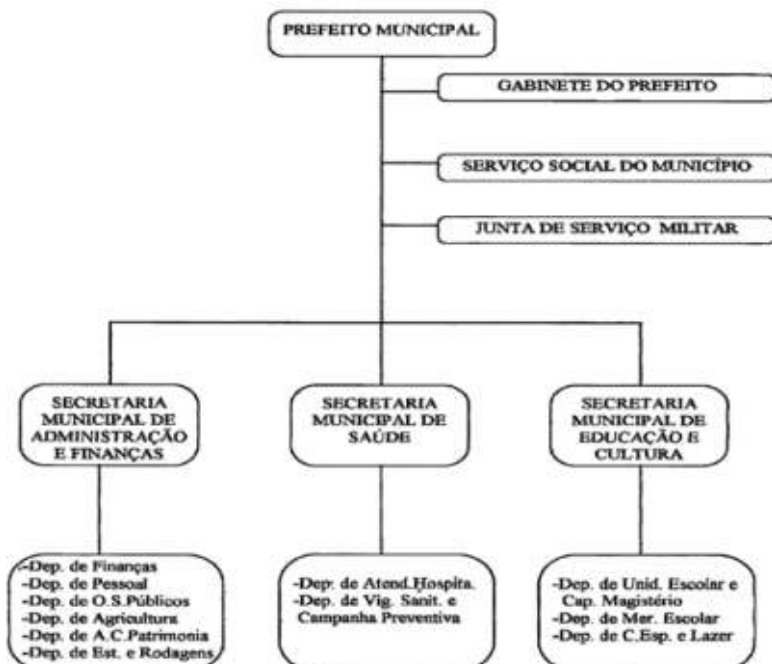 PREFEITO MUNICIPAL
GABINETE DO PREFEITO
SERVIÇO SOCIAL DO MUNICÍPIO
JUNTA DE SERVIÇO MILITAR
SECRETARIA
MUNICIPAL DE
ADMINISTRAÇÃO
E FINANÇAS
SECRETARIA
MUNICIPAL DE
SAÚDE
SECRETARIA
MUNICIPAL DE
EDUCAÇÃO E
CULTURA
-Dep. de Finanças
-Dep. de Pessoal
-Dep. de O.S.Públicos
-Dep. de Agricultura
-Dep. de A.C.Patrimonia
-Dep. de Est. e Rodagens
-Dep. de Atend.Hospita.
-Dep. de Vig. Sanit. e
Campanha Preventiva
-Dep. de Unid. Escolar e
Cap. Magistério
-Dep. de Mer. Escolar
-Dep. de C.Esp. e Lazer